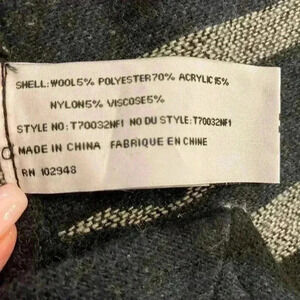 SHELL:WOOL5% POLYESTER70% ACRYLIC15%
NYLON5% VISCOSE5%
STYLE NO:T70032NF1 NO DU STYLE:T70032NF1
MADE IN CHINA FABRIQUE EN CHINE
RN 102948